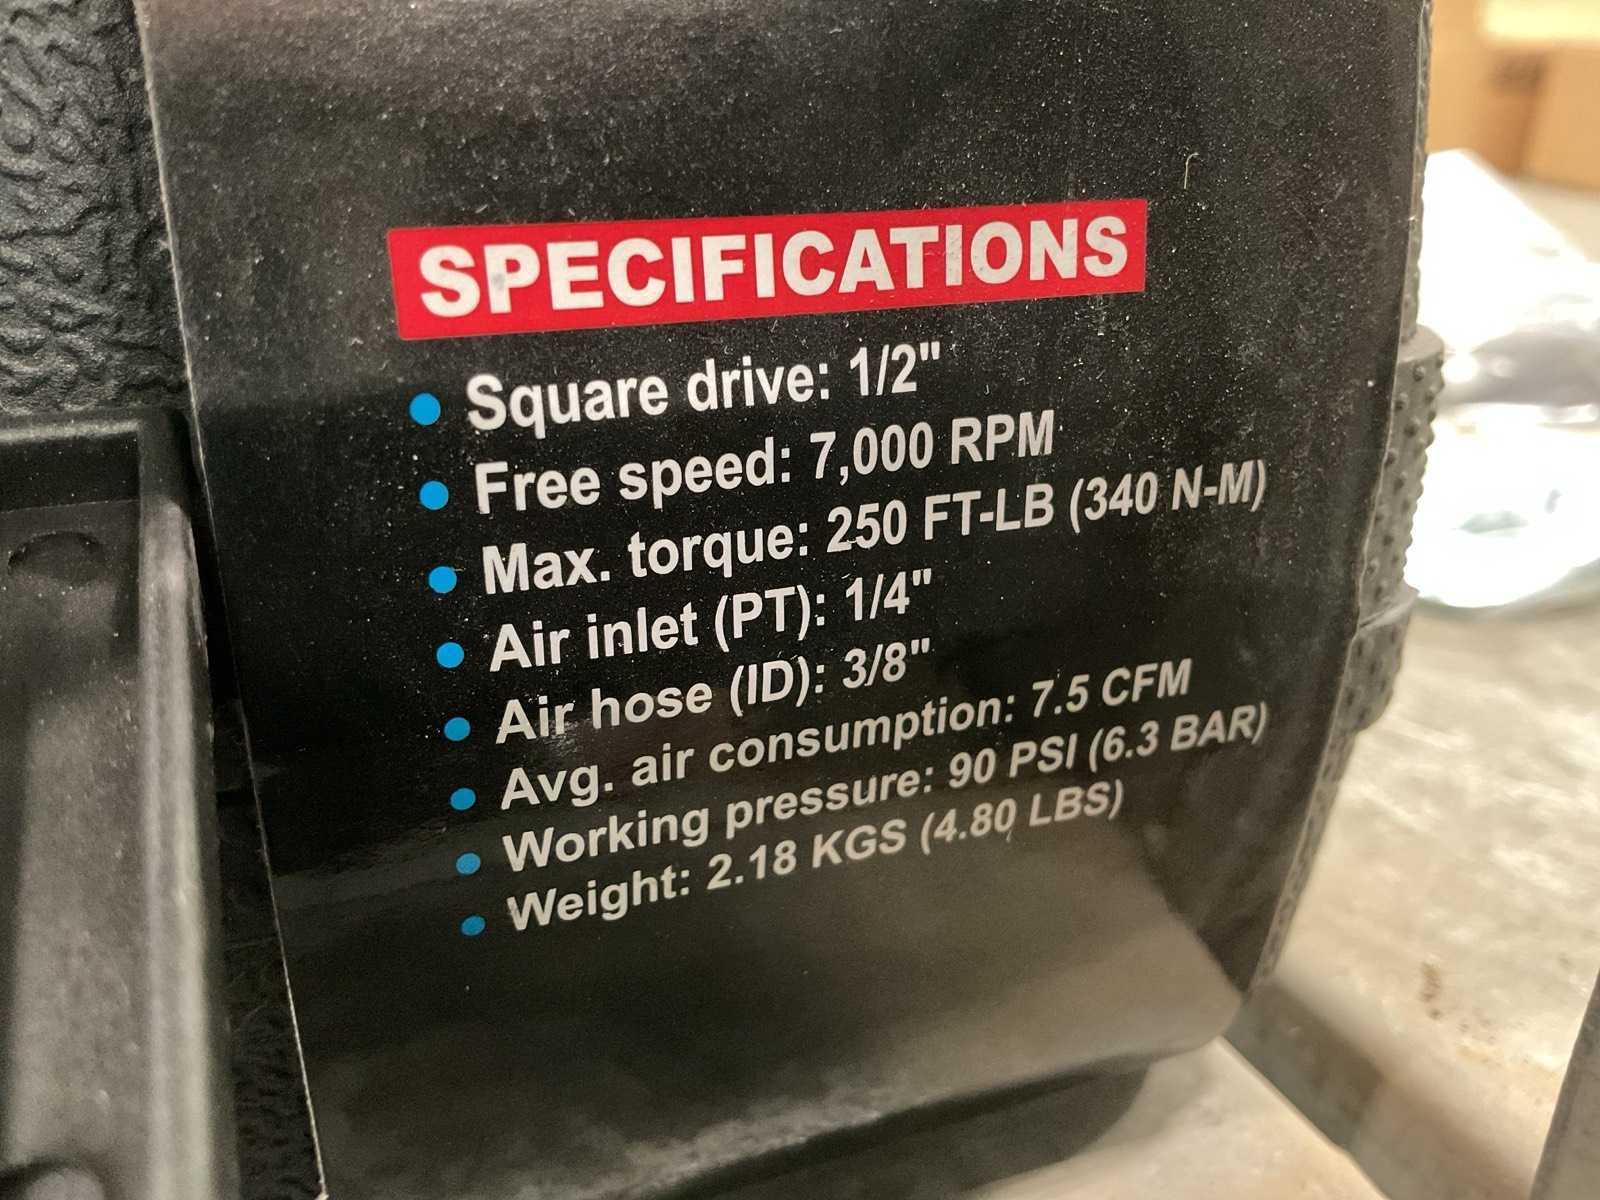 SPECIFICATIONS
• Square drive: 1/2"
• Free speed: 7,000 RPM
• Max. torque: 250 FT-LB (340 N-M)
• Air inlet (PT): 1/4"
• Air hose (ID): 3/8"
• Avg. air consumption: 7.5 CFM
• Working pressure: 90 PSI (6.3 BAR)
• Weight: 2.18 KGS (4.80 LBS)